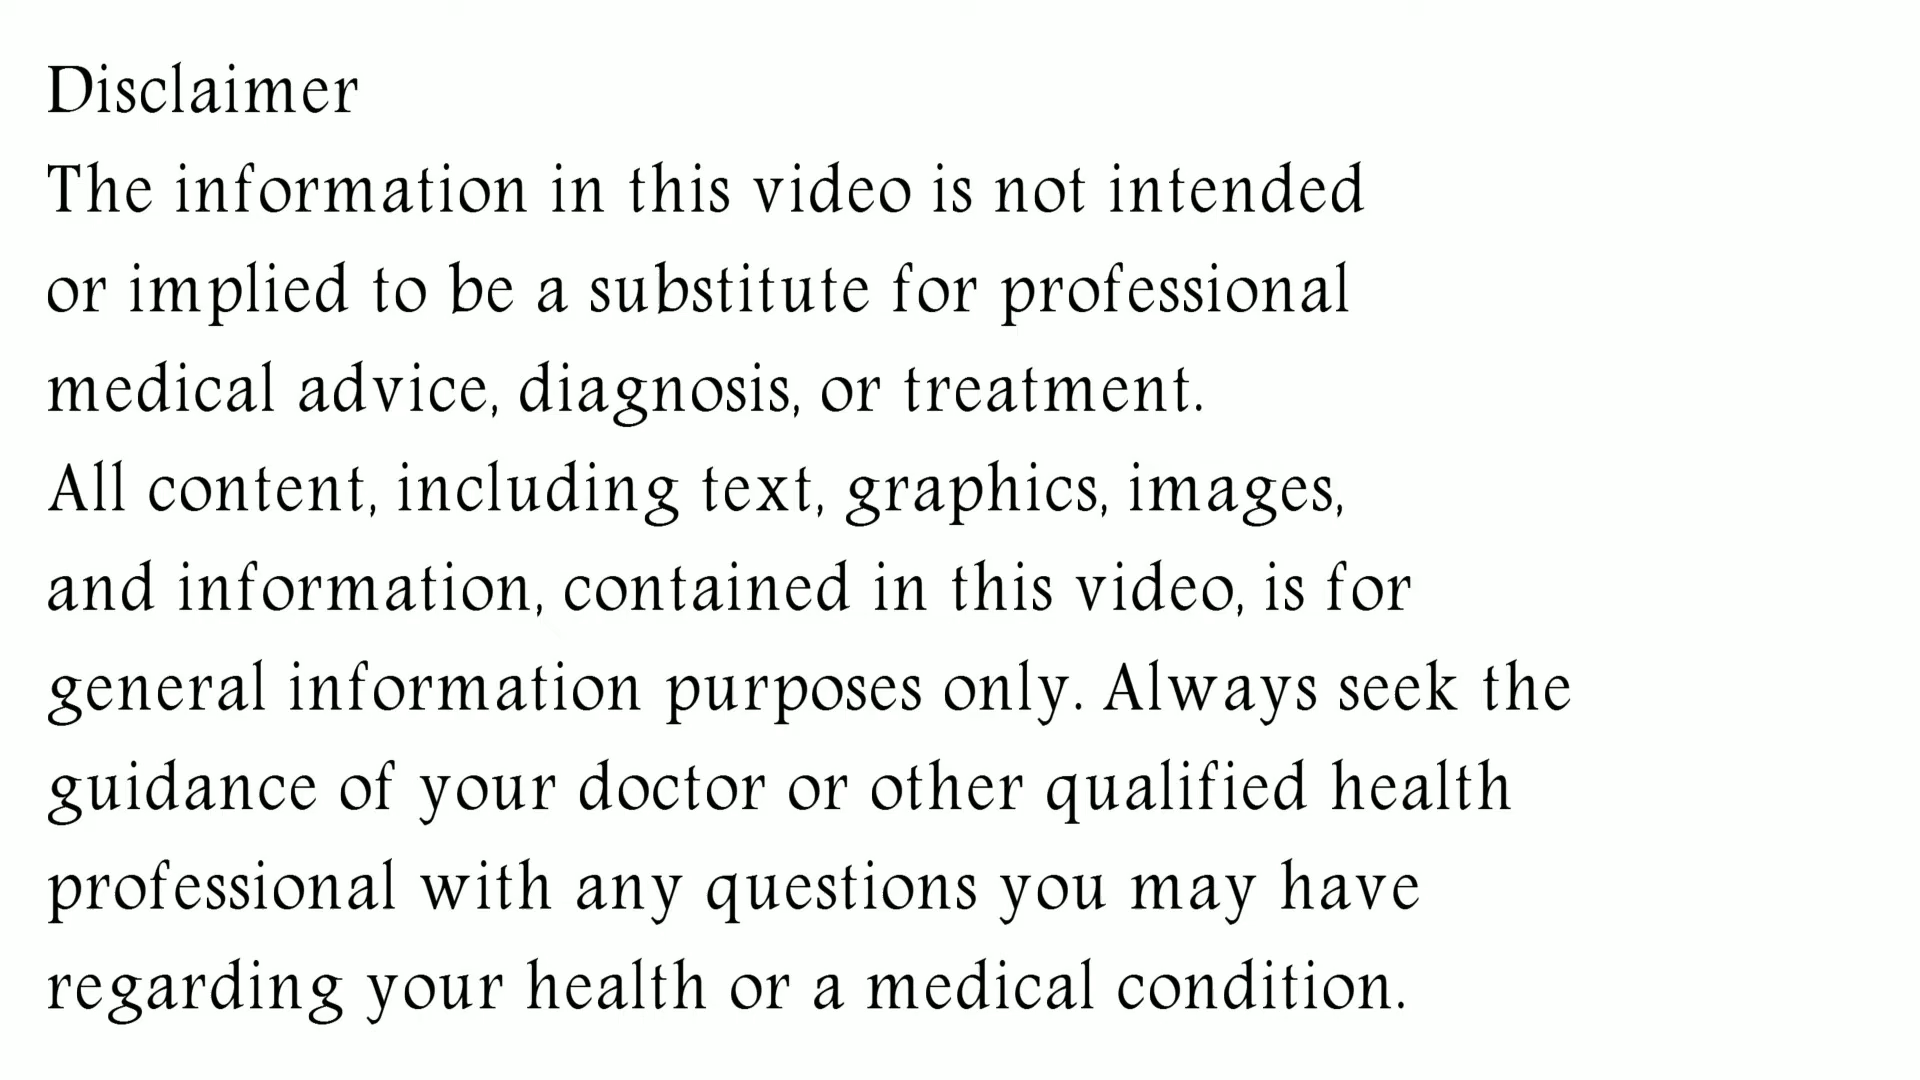 Disclaimer
The information in this video is not intended
or implied to be a substitute for professional
medical advice, diagnosis, or treatment.
All content, including text, graphics, images,
and information, contained in this video, is for
general information purposes only. Always seek the
guidance of your doctor or other qualified health
professional with any questions you may have
regarding your health or a medical condition.